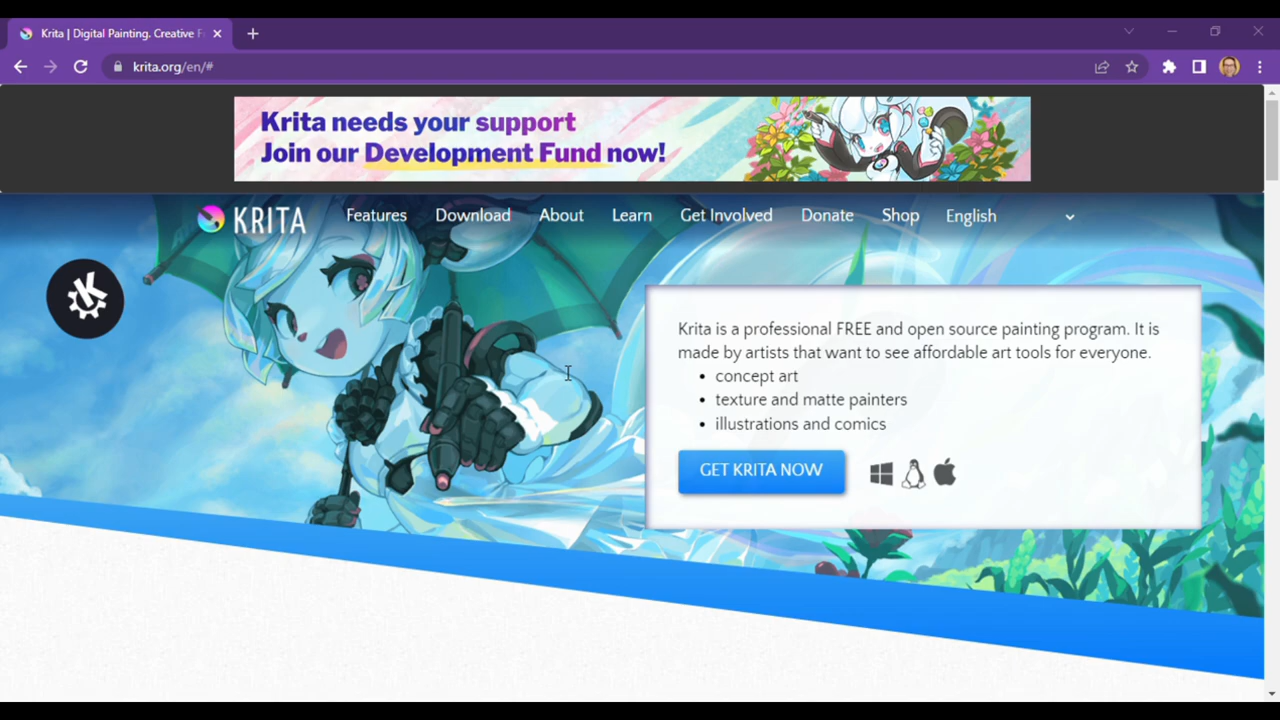 Krita | Digital Painting. Creative F
krita.org/en/#
Krita needs your support
Join our Development Fund now!
KRITA
Features
Download
About
Learn
Get Involved
Donate
Shop
English
Krita is a professional FREE and open source painting program. It is
made by artists that want to see affordable art tools for everyone.
• concept art
• texture and matte painters
• illustrations and comics
GET KRITA NOW